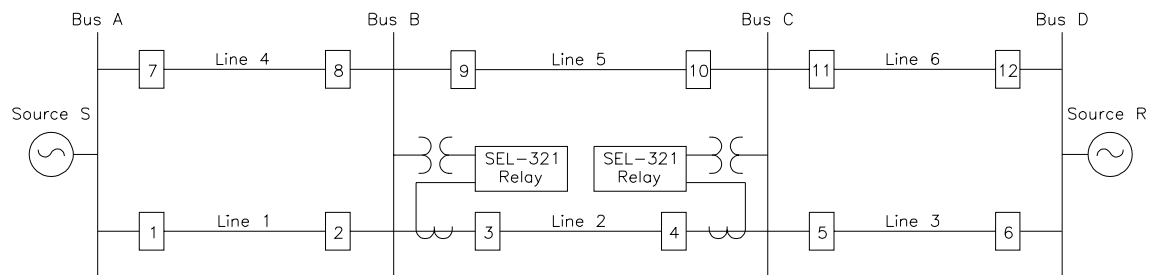 Bus A
Bus B
Bus C
Bus D
7
Line 4
8
9
Line 5
10
11
Line 6
12
Source S
Source R
SEL-321
Relay
SEL-321
Relay
1
Line 1
2
3
Line 2
4
5
Line 3
6